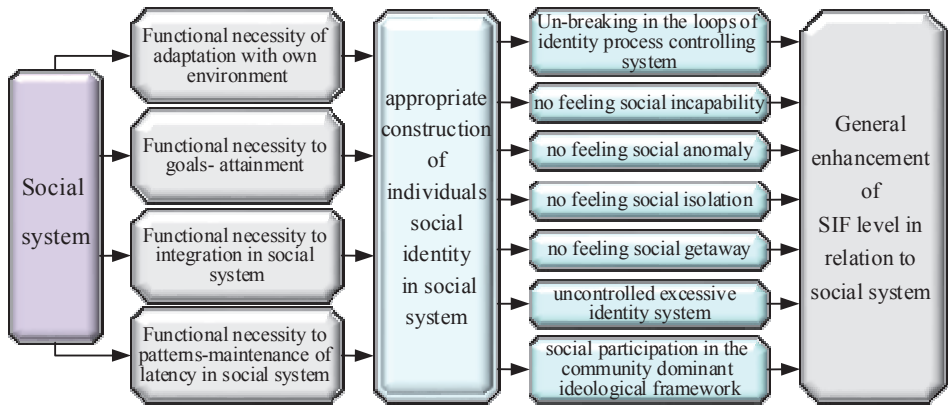 Social
system
Functional necessity of
adaptation with own
environment
Functional necessity to
goals- attainment
Functional necessity to
integration in social
system
Functional necessity to
patterns-maintenance of
latency in social system
appropriate
construction
of
individuals
social
identity
in social
system
Un-breaking in the loops of
identity process controlling
system
no feeling social incapability
no feeling social anomaly
no feeling social isolation
no feeling social getaway
uncontrolled excessive
identity system
social participation in the
community dominant
ideological framework
General
enhancement
of
SIF level in
relation to
social system